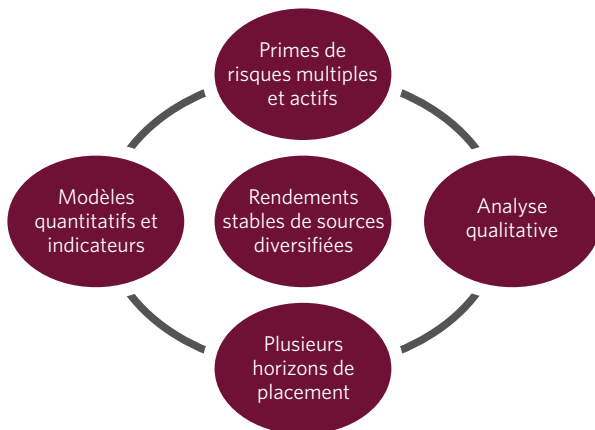 Primes de
risques multiples
et actifs
Modèles
quantitatifs et
indicateurs
Rendements
stables de sources
diversifiées
Analyse
qualitative
Plusieurs
horizons de
placement